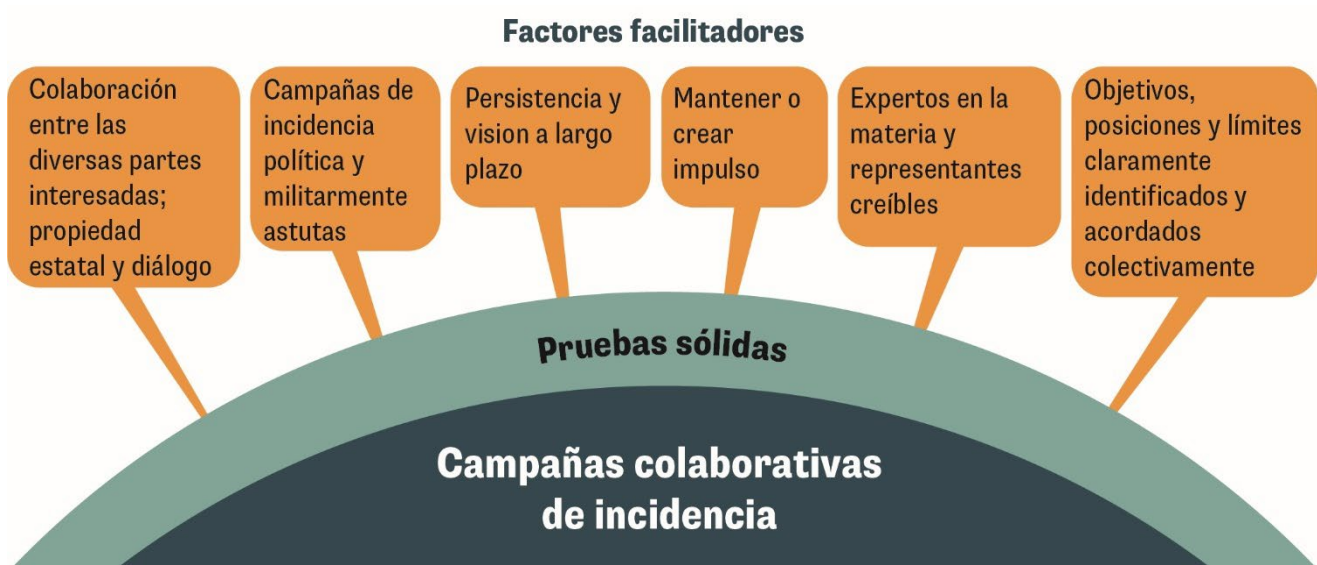 Factores facilitadores
Colaboración
entre las
diversas partes
interesadas;
propiedad
estatal y diálogo
Campañas de
incidencia
política y
militarmente
astutas
Persistencia y
vision a largo
plazo
Mantener o
crear
impulso
Expertos en la
materia y
representantes
creíbles
Objetivos,
posiciones y límites
claramente
identificados y
acordados
colectivamente
Pruebas sólidas
Campañas colaborativas
de incidencia